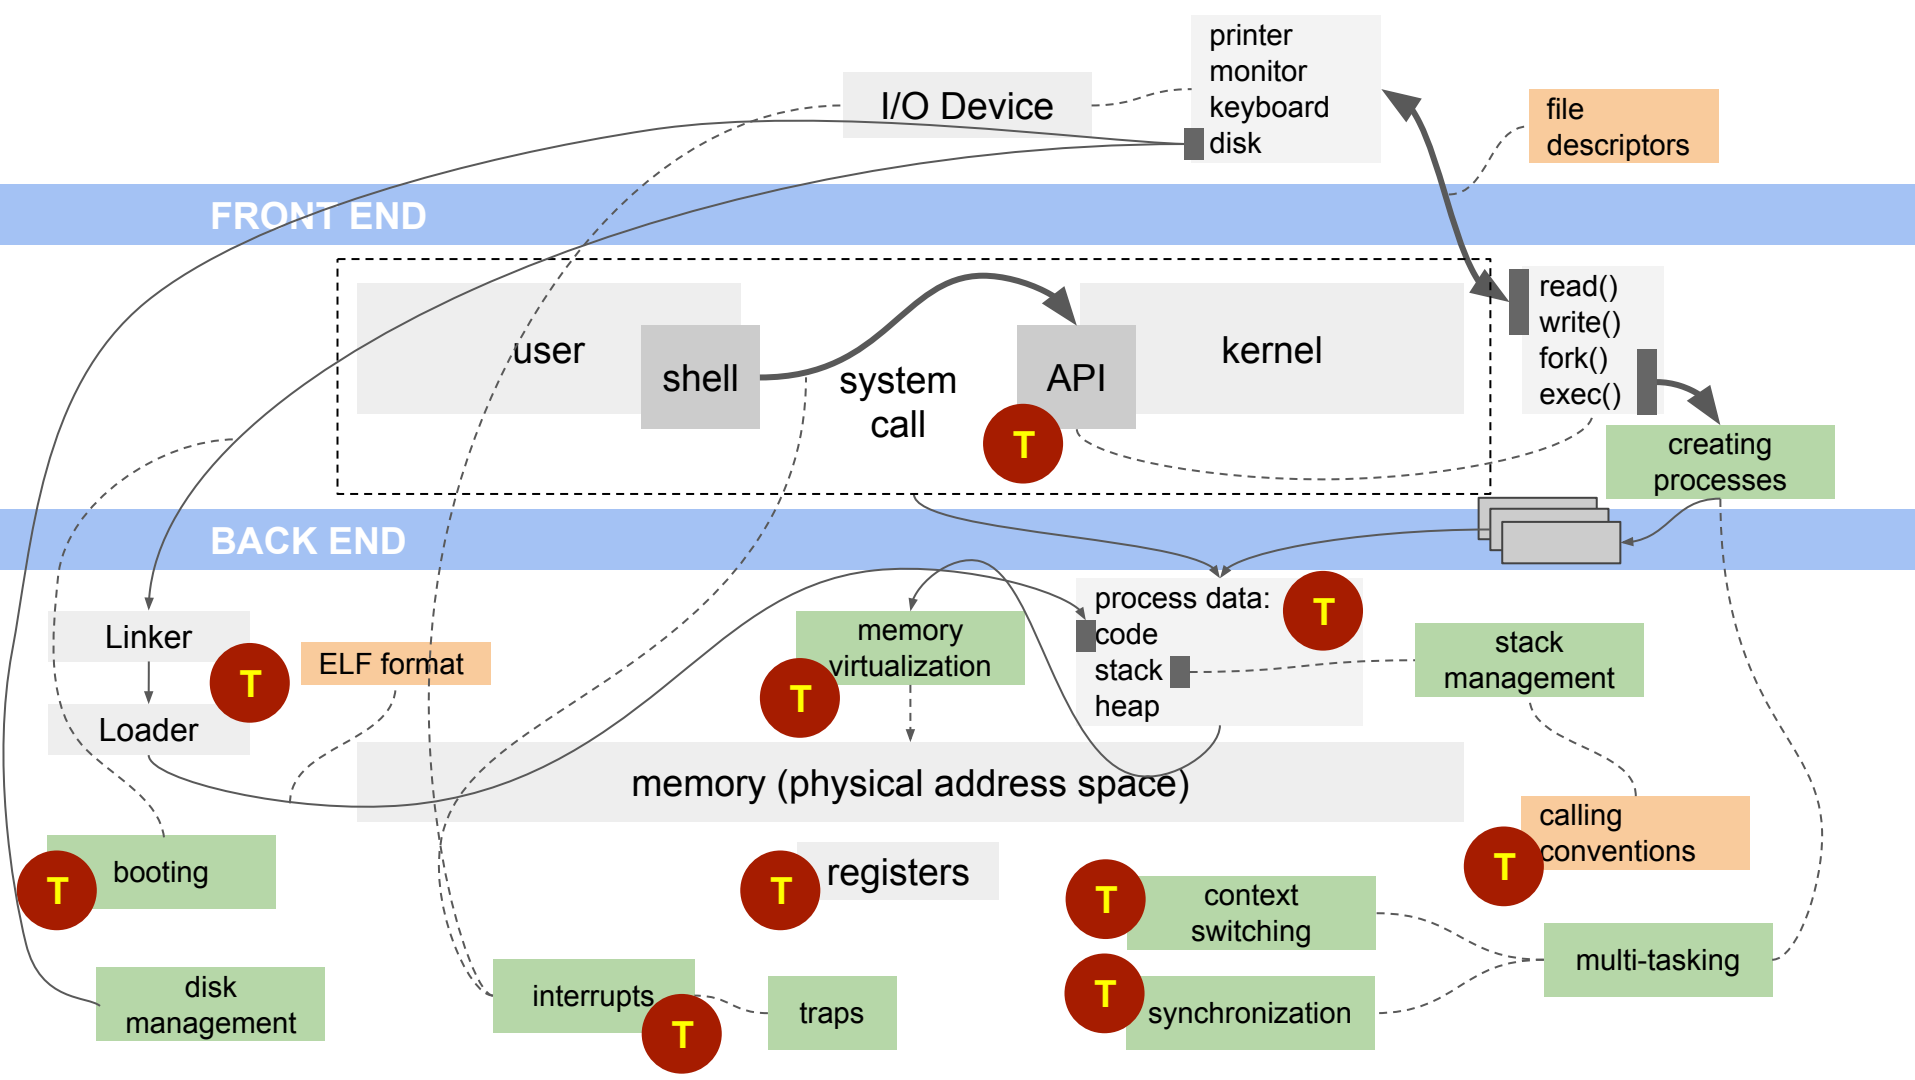 printer
monitor
keyboard
disk
I/O Device
file
descriptors
FRONT END
user
shell
system
call
API
T
kernel
read()
write()
fork()
exec()
creating
processes
BACK END
Linker
T
Loader
ELF format
memory
virtualization
T
process data:
code
stack
heap
T
stack
management
memory (physical address space)
calling
conventions
T
booting
T
registers
T
context
switching
T
multi-tasking
synchronization
T
disk
management
interrupts
T
traps